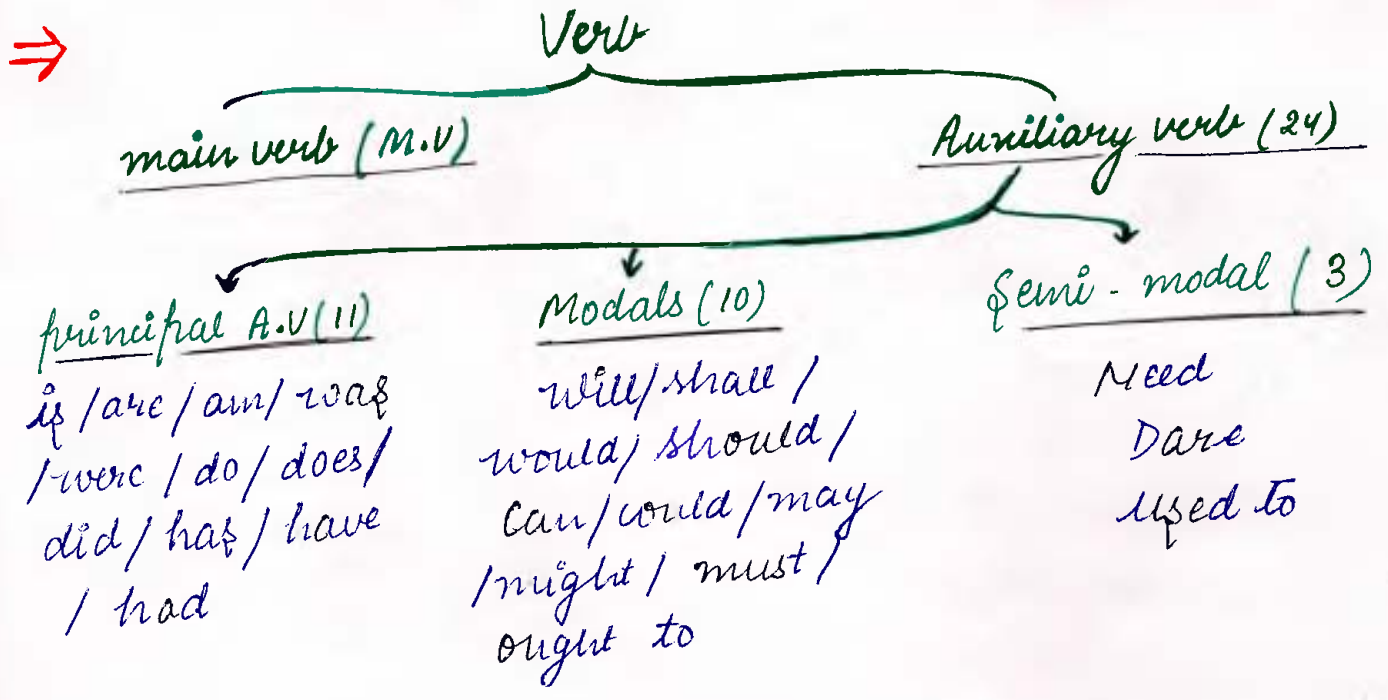 ⇒ Verb
main verb (M.V)
Auxiliary verb (24)
principal A.V(11)
is / are / am / was
/ were / do / does /
did / has / have
/ had
Modals (10)
will / shall /
would / should /
Can / could / may
/ might / must /
ought to
Semi - modal (3)
Need
Dare
Used to